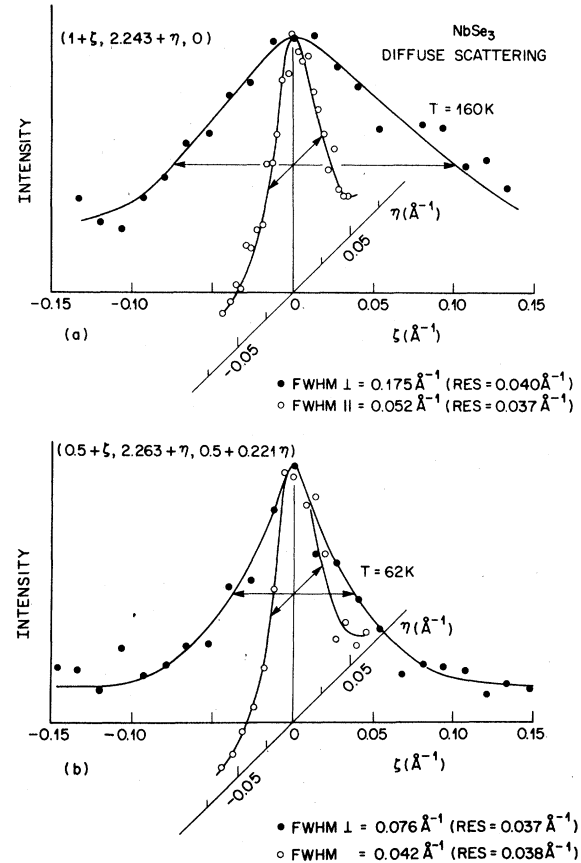 (1+ζ, 2.243+η, 0)
NbSe₃
DIFFUSE SCATTERING
T = 160K
INTENSITY
η(Å⁻¹)
0.05
-0.15
-0.10
0
0.05
0.10
0.15
(a)
-0.05
ζ(Å⁻¹)
● FWHM ⊥ = 0.175 Å⁻¹ (RES = 0.040Å⁻¹)
○ FWHM || = 0.052 Å⁻¹ (RES = 0.037Å⁻¹)
(0.5+ζ, 2.263+η, 0.5+0.221η)
T = 62K
INTENSITY
η(Å⁻¹)
0.05
-0.15
-0.10
0
0.05
0.10
0.15
(b)
-0.05
ζ(Å⁻¹)
● FWHM ⊥ = 0.076 Å⁻¹ (RES = 0.037Å⁻¹)
○ FWHM = 0.042 Å⁻¹ (RES = 0.038Å⁻¹)